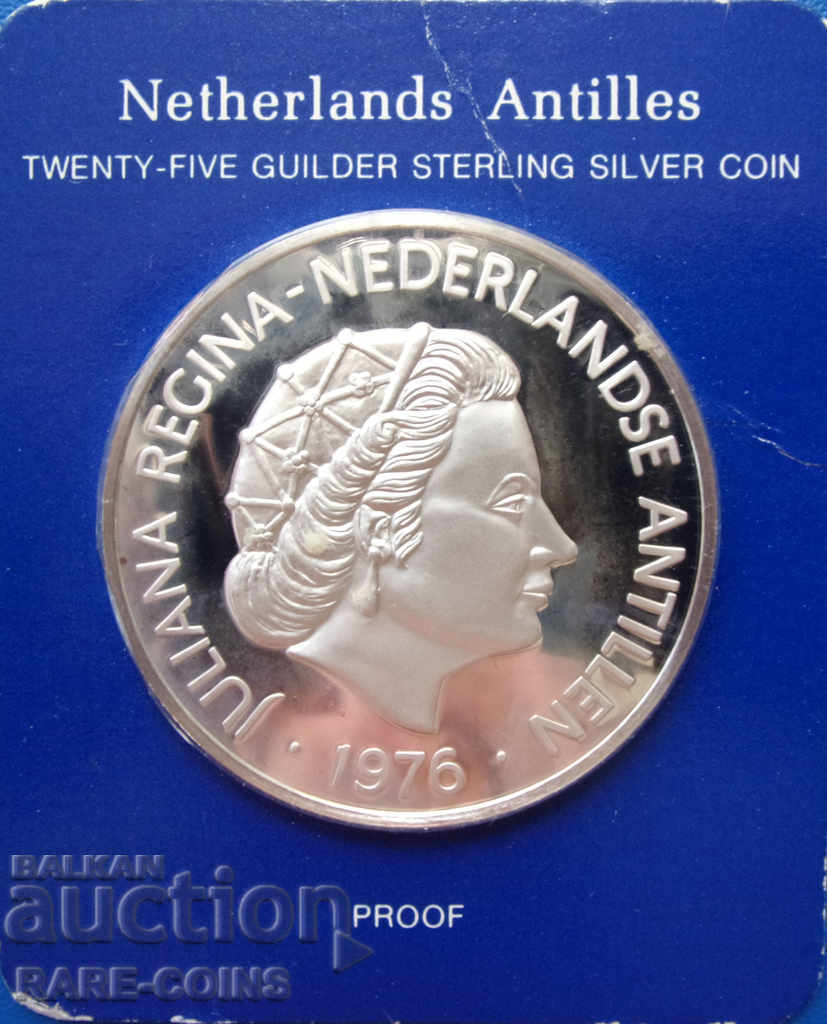 Netherlands Antilles
TWENTY-FIVE GUILDER STERLING SILVER COIN
JULIANA REGINA-NEDERLANDSE ANTILLEN
· 1976 ·
PROOF
BALKAN
auction
RARE-COINS